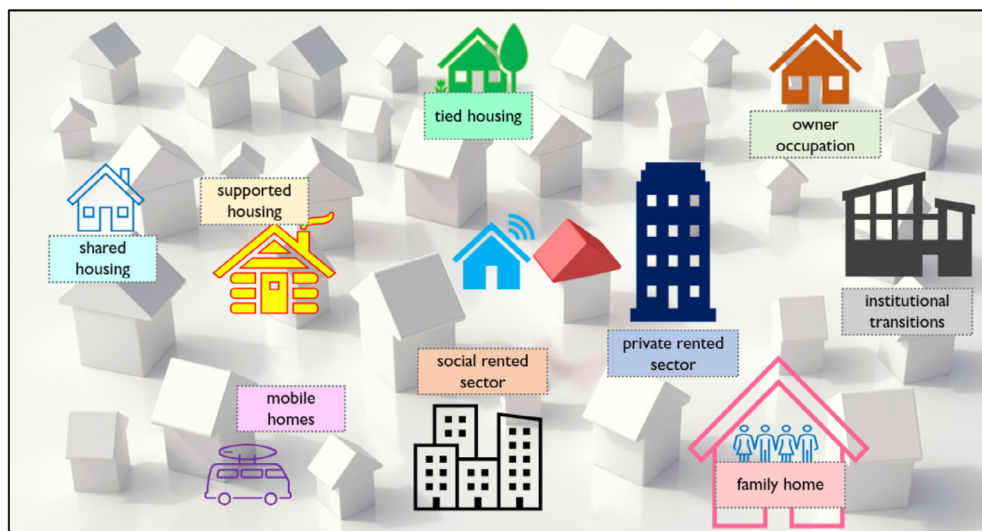 tied housing
owner
occupation
supported
housing
shared
housing
institutional
transitions
private rented
sector
social rented
sector
mobile
homes
family home